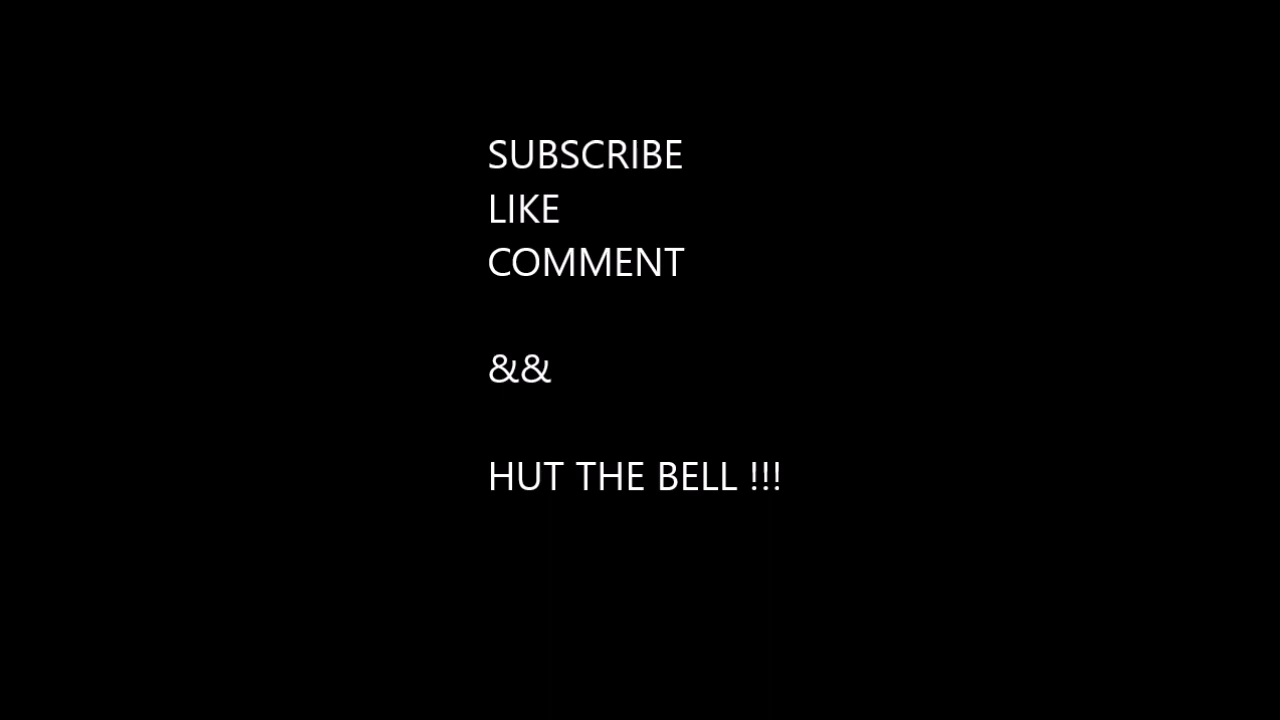 SUBSCRIBE
LIKE
COMMENT
&&
HUT THE BELL !!!